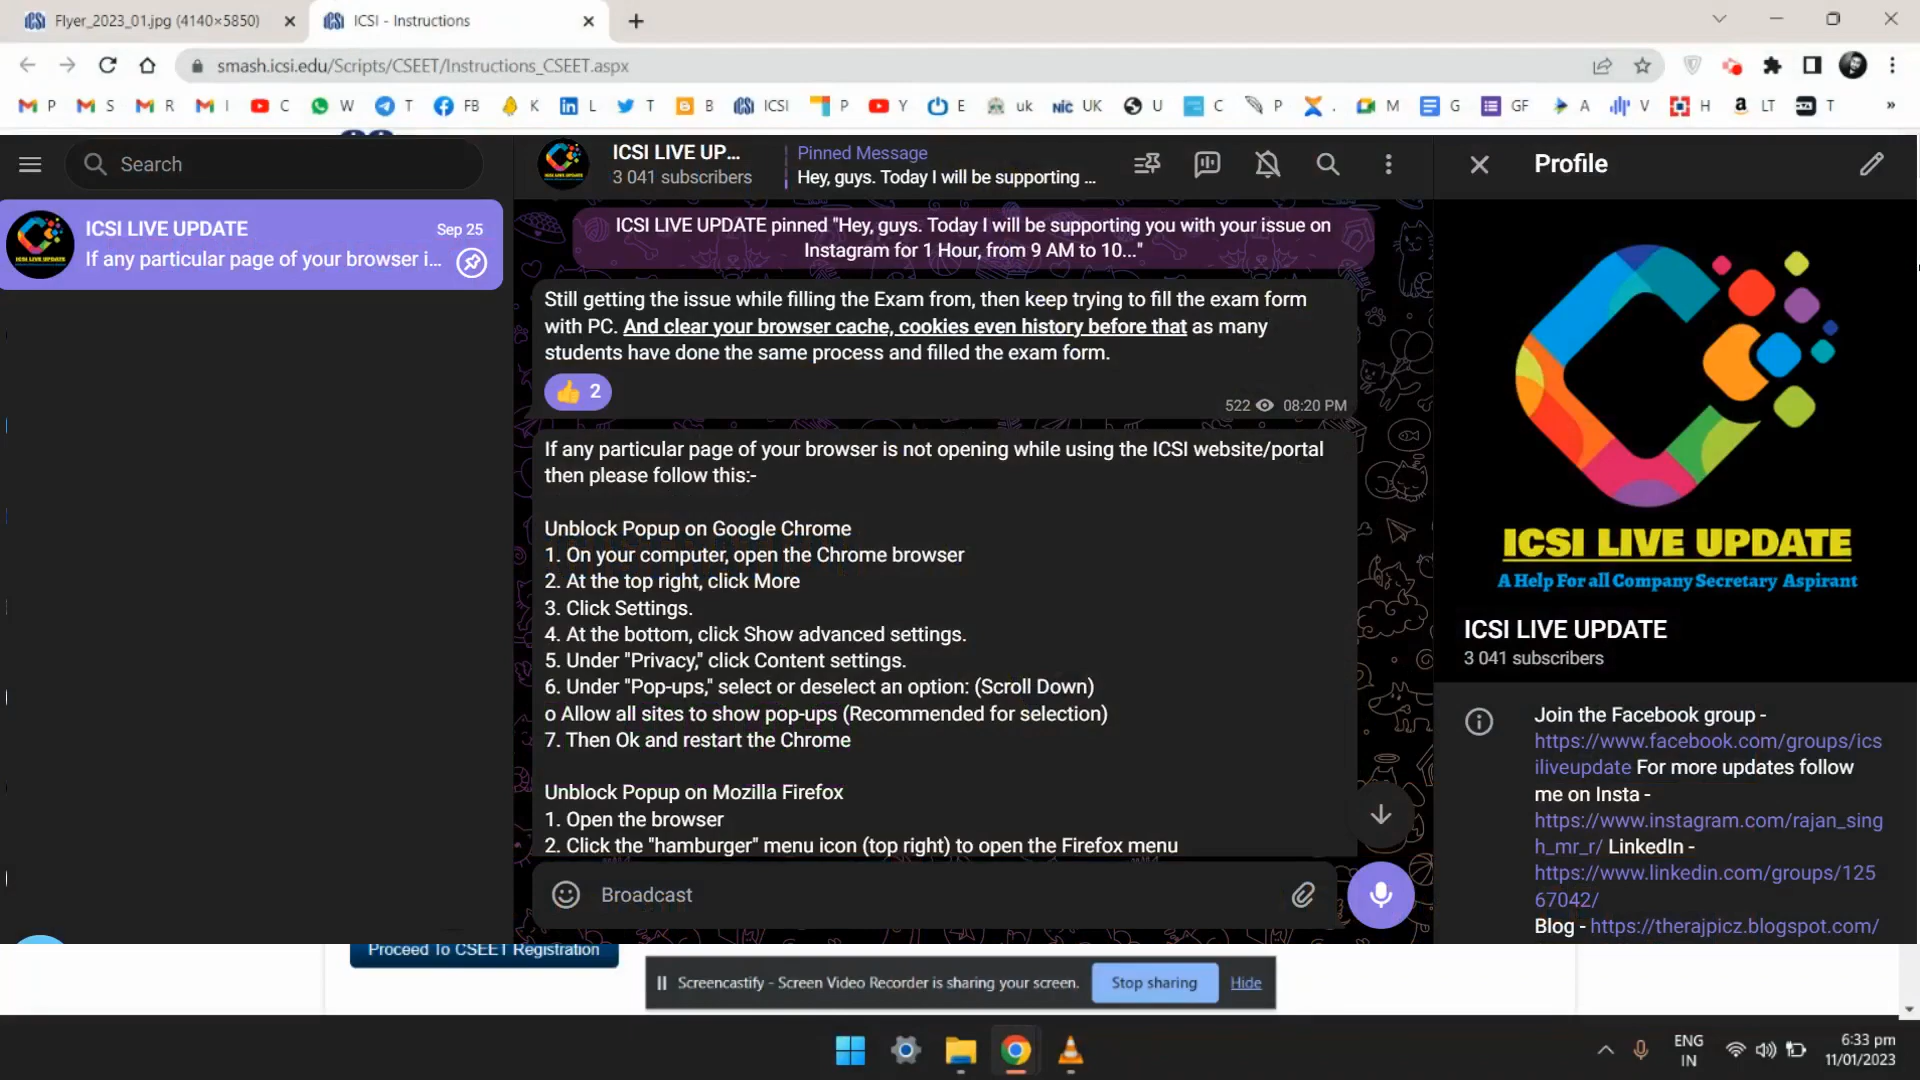 Flyer_2023_01.jpg (4140×5850)
ICSI - Instructions
smash.icsi.edu/Scripts/CSEET/Instructions_CSEET.aspx
P S R I C W T FB K L T B ICSI P Y E uk NIC UK U C P . M G GF A V H LT T »
Search
ICSI LIVE UPDATE
Sep 25
If any particular page of your browser i...
ICSI LIVE UP...
3 041 subscribers
Pinned Message
Hey, guys. Today I will be supporting ...
ICSI LIVE UPDATE pinned "Hey, guys. Today I will be supporting you with your issue on
Instagram for 1 Hour, from 9 AM to 10..."
Still getting the issue while filling the Exam from, then keep trying to fill the exam form
with PC. And clear your browser cache, cookies even history before that as many
students have done the same process and filled the exam form.
2
522 08:20 PM
If any particular page of your browser is not opening while using the ICSI website/portal
then please follow this:-
Unblock Popup on Google Chrome
1. On your computer, open the Chrome browser
2. At the top right, click More
3. Click Settings.
4. At the bottom, click Show advanced settings.
5. Under "Privacy," click Content settings.
6. Under "Pop-ups," select or deselect an option: (Scroll Down)
o Allow all sites to show pop-ups (Recommended for selection)
7. Then Ok and restart the Chrome
Unblock Popup on Mozilla Firefox
1. Open the browser
2. Click the "hamburger" menu icon (top right) to open the Firefox menu
Broadcast
Profile
ICSI LIVE UPDATE
A Help For all Company Secretary Aspirant
ICSI LIVE UPDATE
3 041 subscribers
Join the Facebook group -
https://www.facebook.com/groups/ics
iliveupdate For more updates follow
me on Insta -
https://www.instagram.com/rajan_sing
h_mr_r/ LinkedIn -
https://www.linkedin.com/groups/125
67042/
Blog - https://therajpicz.blogspot.com/
Proceed To CSEET Registration
Screencastify - Screen Video Recorder is sharing your screen.
Stop sharing
Hide
ENG
IN
6:33 pm
11/01/2023